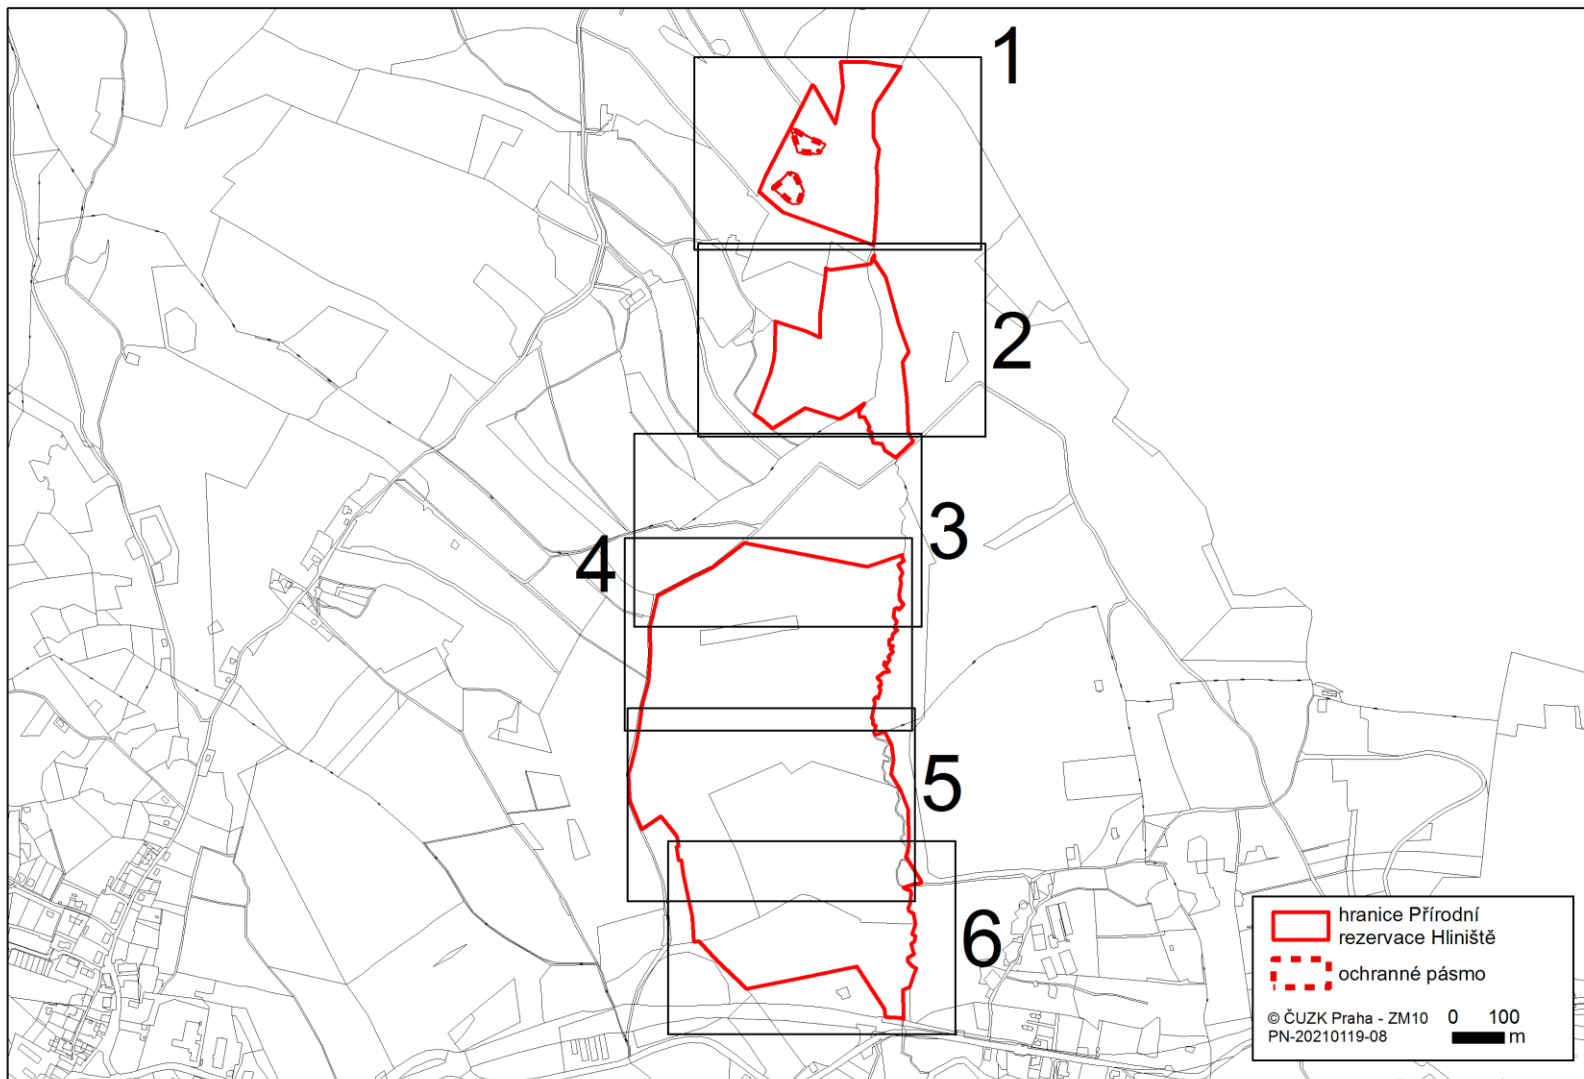 1
2
3
4
5
6
hranice Přírodní
rezervace Hliniště
ochranné pásmo
© ČUZK Praha - ZM10
PN-20210119-08
0 100
m